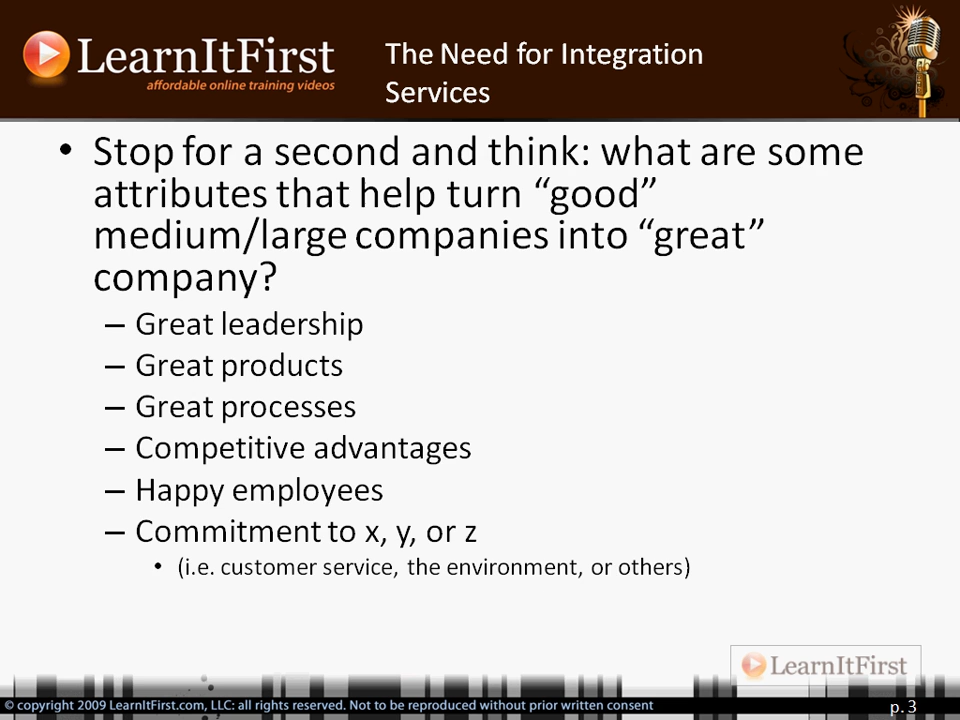 LearnItFirst
affordable online training videos
The Need for Integration
Services
• Stop for a second and think: what are some
attributes that help turn “good”
medium/large companies into “great”
company?
– Great leadership
– Great products
– Great processes
– Competitive advantages
– Happy employees
– Commitment to x, y, or z
• (i.e. customer service, the environment, or others)
LearnItFirst
© copyright 2009 LearnItFirst.com, LLC: all rights reserved. Not to be reproduced without prior written consent
p. 3